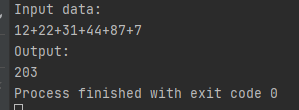 Input data:
12+22+31+44+87+7
Output:
203
Process finished with exit code 0